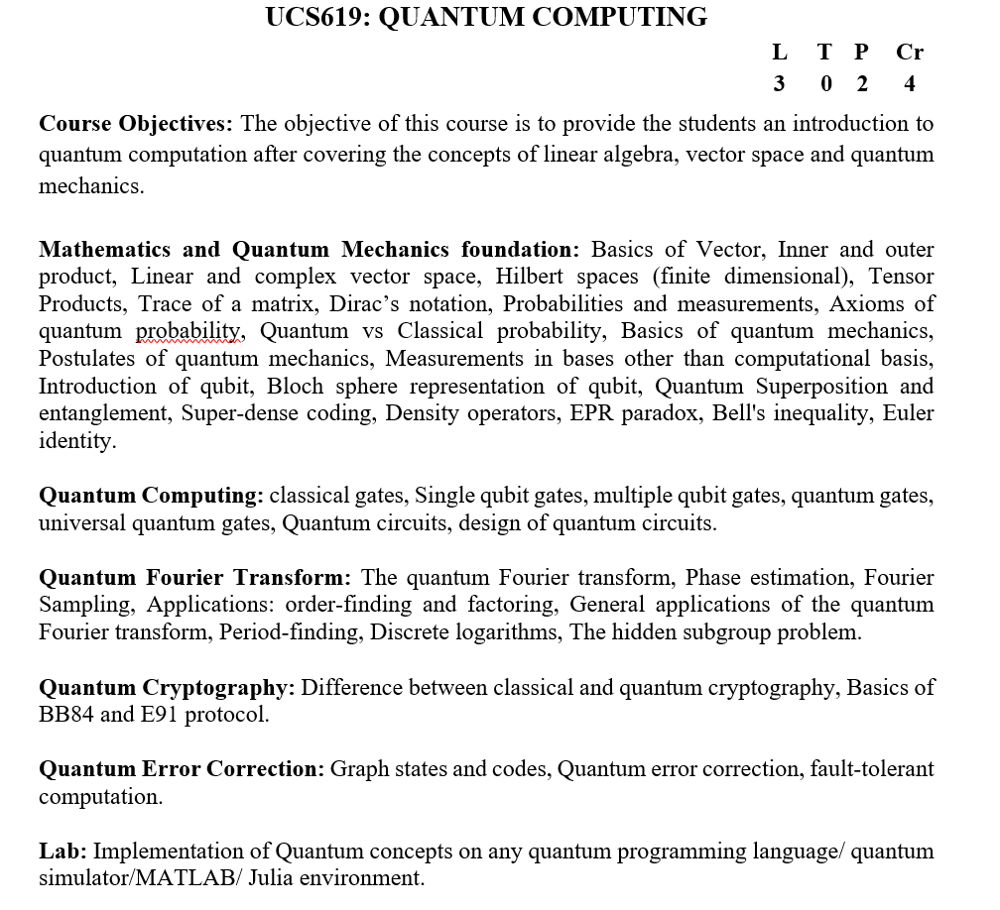 UCS619: QUANTUM COMPUTING
L T P Cr
3 0 2 4
Course Objectives: The objective of this course is to provide the students an introduction to
quantum computation after covering the concepts of linear algebra, vector space and quantum
mechanics.
Mathematics and Quantum Mechanics foundation: Basics of Vector, Inner and outer
product, Linear and complex vector space, Hilbert spaces (finite dimensional), Tensor
Products, Trace of a matrix, Dirac’s notation, Probabilities and measurements, Axioms of
quantum probability, Quantum vs Classical probability, Basics of quantum mechanics,
Postulates of quantum mechanics, Measurements in bases other than computational basis,
Introduction of qubit, Bloch sphere representation of qubit, Quantum Superposition and
entanglement, Super-dense coding, Density operators, EPR paradox, Bell's inequality, Euler
identity.
Quantum Computing: classical gates, Single qubit gates, multiple qubit gates, quantum gates,
universal quantum gates, Quantum circuits, design of quantum circuits.
Quantum Fourier Transform: The quantum Fourier transform, Phase estimation, Fourier
Sampling, Applications: order-finding and factoring, General applications of the quantum
Fourier transform, Period-finding, Discrete logarithms, The hidden subgroup problem.
Quantum Cryptography: Difference between classical and quantum cryptography, Basics of
BB84 and E91 protocol.
Quantum Error Correction: Graph states and codes, Quantum error correction, fault-tolerant
computation.
Lab: Implementation of Quantum concepts on any quantum programming language/ quantum
simulator/MATLAB/ Julia environment.